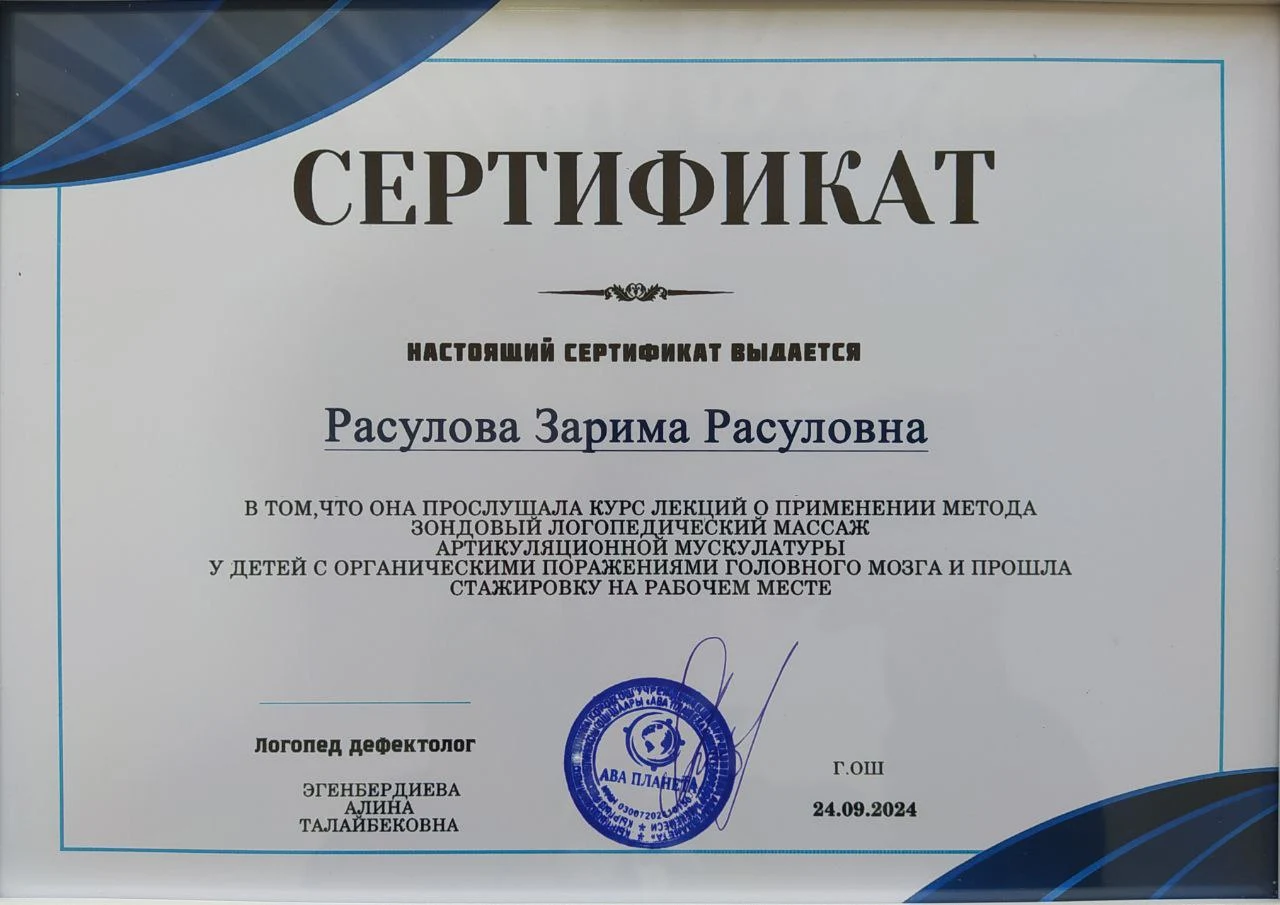 СЕРТИФИКАТ
НАСТОЯЩИЙ СЕРТИФИКАТ ВЫДАЕТСЯ
Расулова Зарима Расуловна
В ТОМ,ЧТО ОНА ПРОСЛУШАЛА КУРС ЛЕКЦИЙ О ПРИМЕНЕНИИ МЕТОДА
ЗОНДОВЫЙ ЛОГОПЕДИЧЕСКИЙ МАССАЖ
АРТИКУЛЯЦИОННОЙ МУСКУЛАТУРЫ
У ДЕТЕЙ С ОРГАНИЧЕСКИМИ ПОРАЖЕНИЯМИ ГОЛОВНОГО МОЗГА И ПРОШЛА
СТАЖИРОВКУ НА РАБОЧЕМ МЕСТЕ
Логопед дефектолог
ЭГЕНБЕРДИЕВА
АЛИНА
ТАЛАЙБЕКОВНА
АВА ПЛАНЕТА
Г.ОШ
24.09.2024